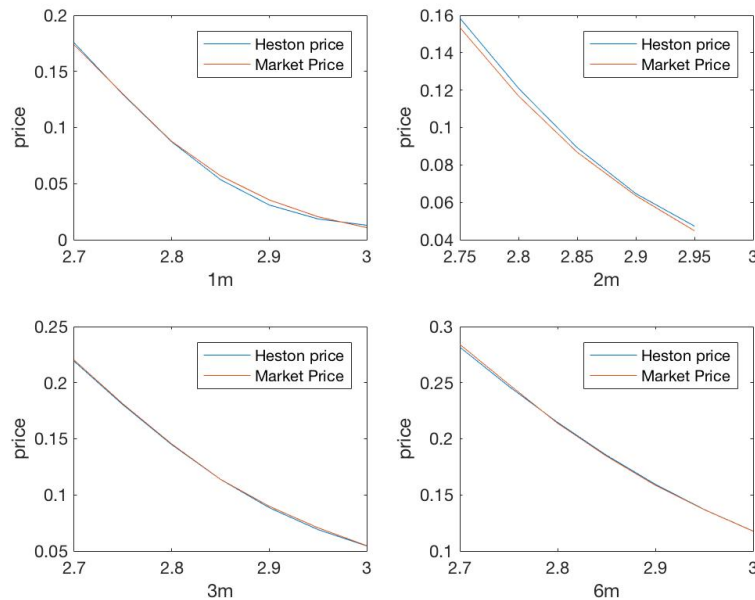 0.2
0.15
0.1
0.05
0
price
2.7
2.8
2.9
3
1m
Heston price
Market Price
0.16
0.14
0.12
0.1
0.08
0.06
0.04
price
2.75
2.8
2.85
2.9
2.95
3
2m
Heston price
Market Price
0.25
0.2
0.15
0.1
0.05
price
2.7
2.8
2.9
3
3m
Heston price
Market Price
0.3
0.25
0.2
0.15
0.1
price
2.7
2.8
2.9
3
6m
Heston price
Market Price